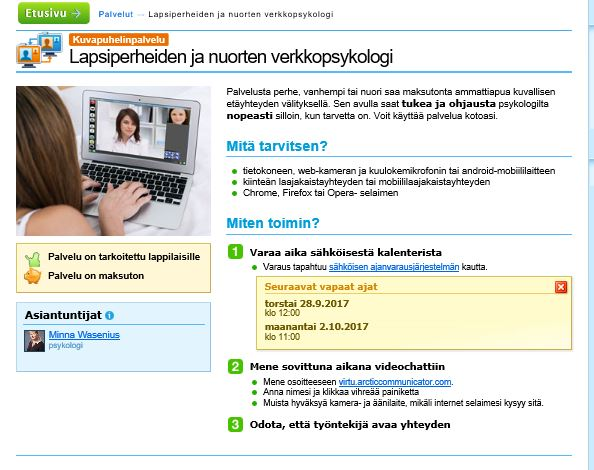 Etusivu
Palvelut → Lapsiperheiden ja nuorten verkkopsykologi
Kuvapuhelinpalvelu
Lapsiperheiden ja nuorten verkkopsykologi
Palvelusta perhe, vanhempi tai nuori saa maksutonta ammattiapua kuvallisen
etäyhteyden välityksellä. Sen avulla saat tukea ja ohjausta psykologilta
nopeasti silloin, kun tarvetta on. Voit käyttää palvelua kotoasi.
Mitä tarvitsen?
tietokoneen, web-kameran ja kuulokemikrofonin tai android-mobiililaitteen
kiinteän laajakaistayhteyden tai mobiililaajakaistayhteyden
Chrome, Firefox tai Opera- selaimen
Palvelu on tarkoitettu lappilaisille
Palvelu on maksuton
Asiantuntijat
Minna Wasenius
psykologi
Miten toimin?
1 Varaa aika sähköisestä kalenterista
Varaus tapahtuu sähköisen ajanvarausjärjestelmän kautta.
Seuraavat vapaat ajat
torstai 28.9.2017
klo 12:00
maanantai 2.10.2017
klo 11:00
2 Mene sovittuna aikana videochattiin
Mene osoitteeseen virtu.arcticcommunicator.com.
Anna nimesi ja klikkaa vihreää painiketta
Muista hyväksyä kamera- ja äänilaite, mikäli internet selaimesi kysyy sitä.
3 Odota, että työntekijä avaa yhteyden